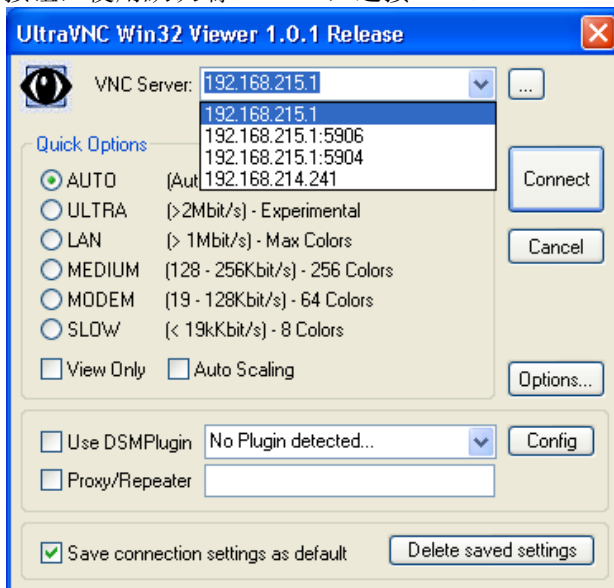 UltraVNC Win32 Viewer 1.0.1 Release
VNC Server: 192.168.215.1 ...
192.168.215.1
192.168.215.1:5906
192.168.215.1:5904
192.168.214.241
Quick Options
AUTO (Aut
ULTRA (>2Mbit/s) - Experimental
LAN (> 1Mbit/s) - Max Colors
MEDIUM (128 - 256Kbit/s) - 256 Colors
MODEM (19 - 128Kbit/s) - 64 Colors
SLOW (< 19kKbit/s) - 8 Colors
View Only Auto Scaling
Connect
Cancel
Options...
Use DSMPlugin No Plugin detected... Config
Proxy/Repeater
Save connection settings as default Delete saved settings